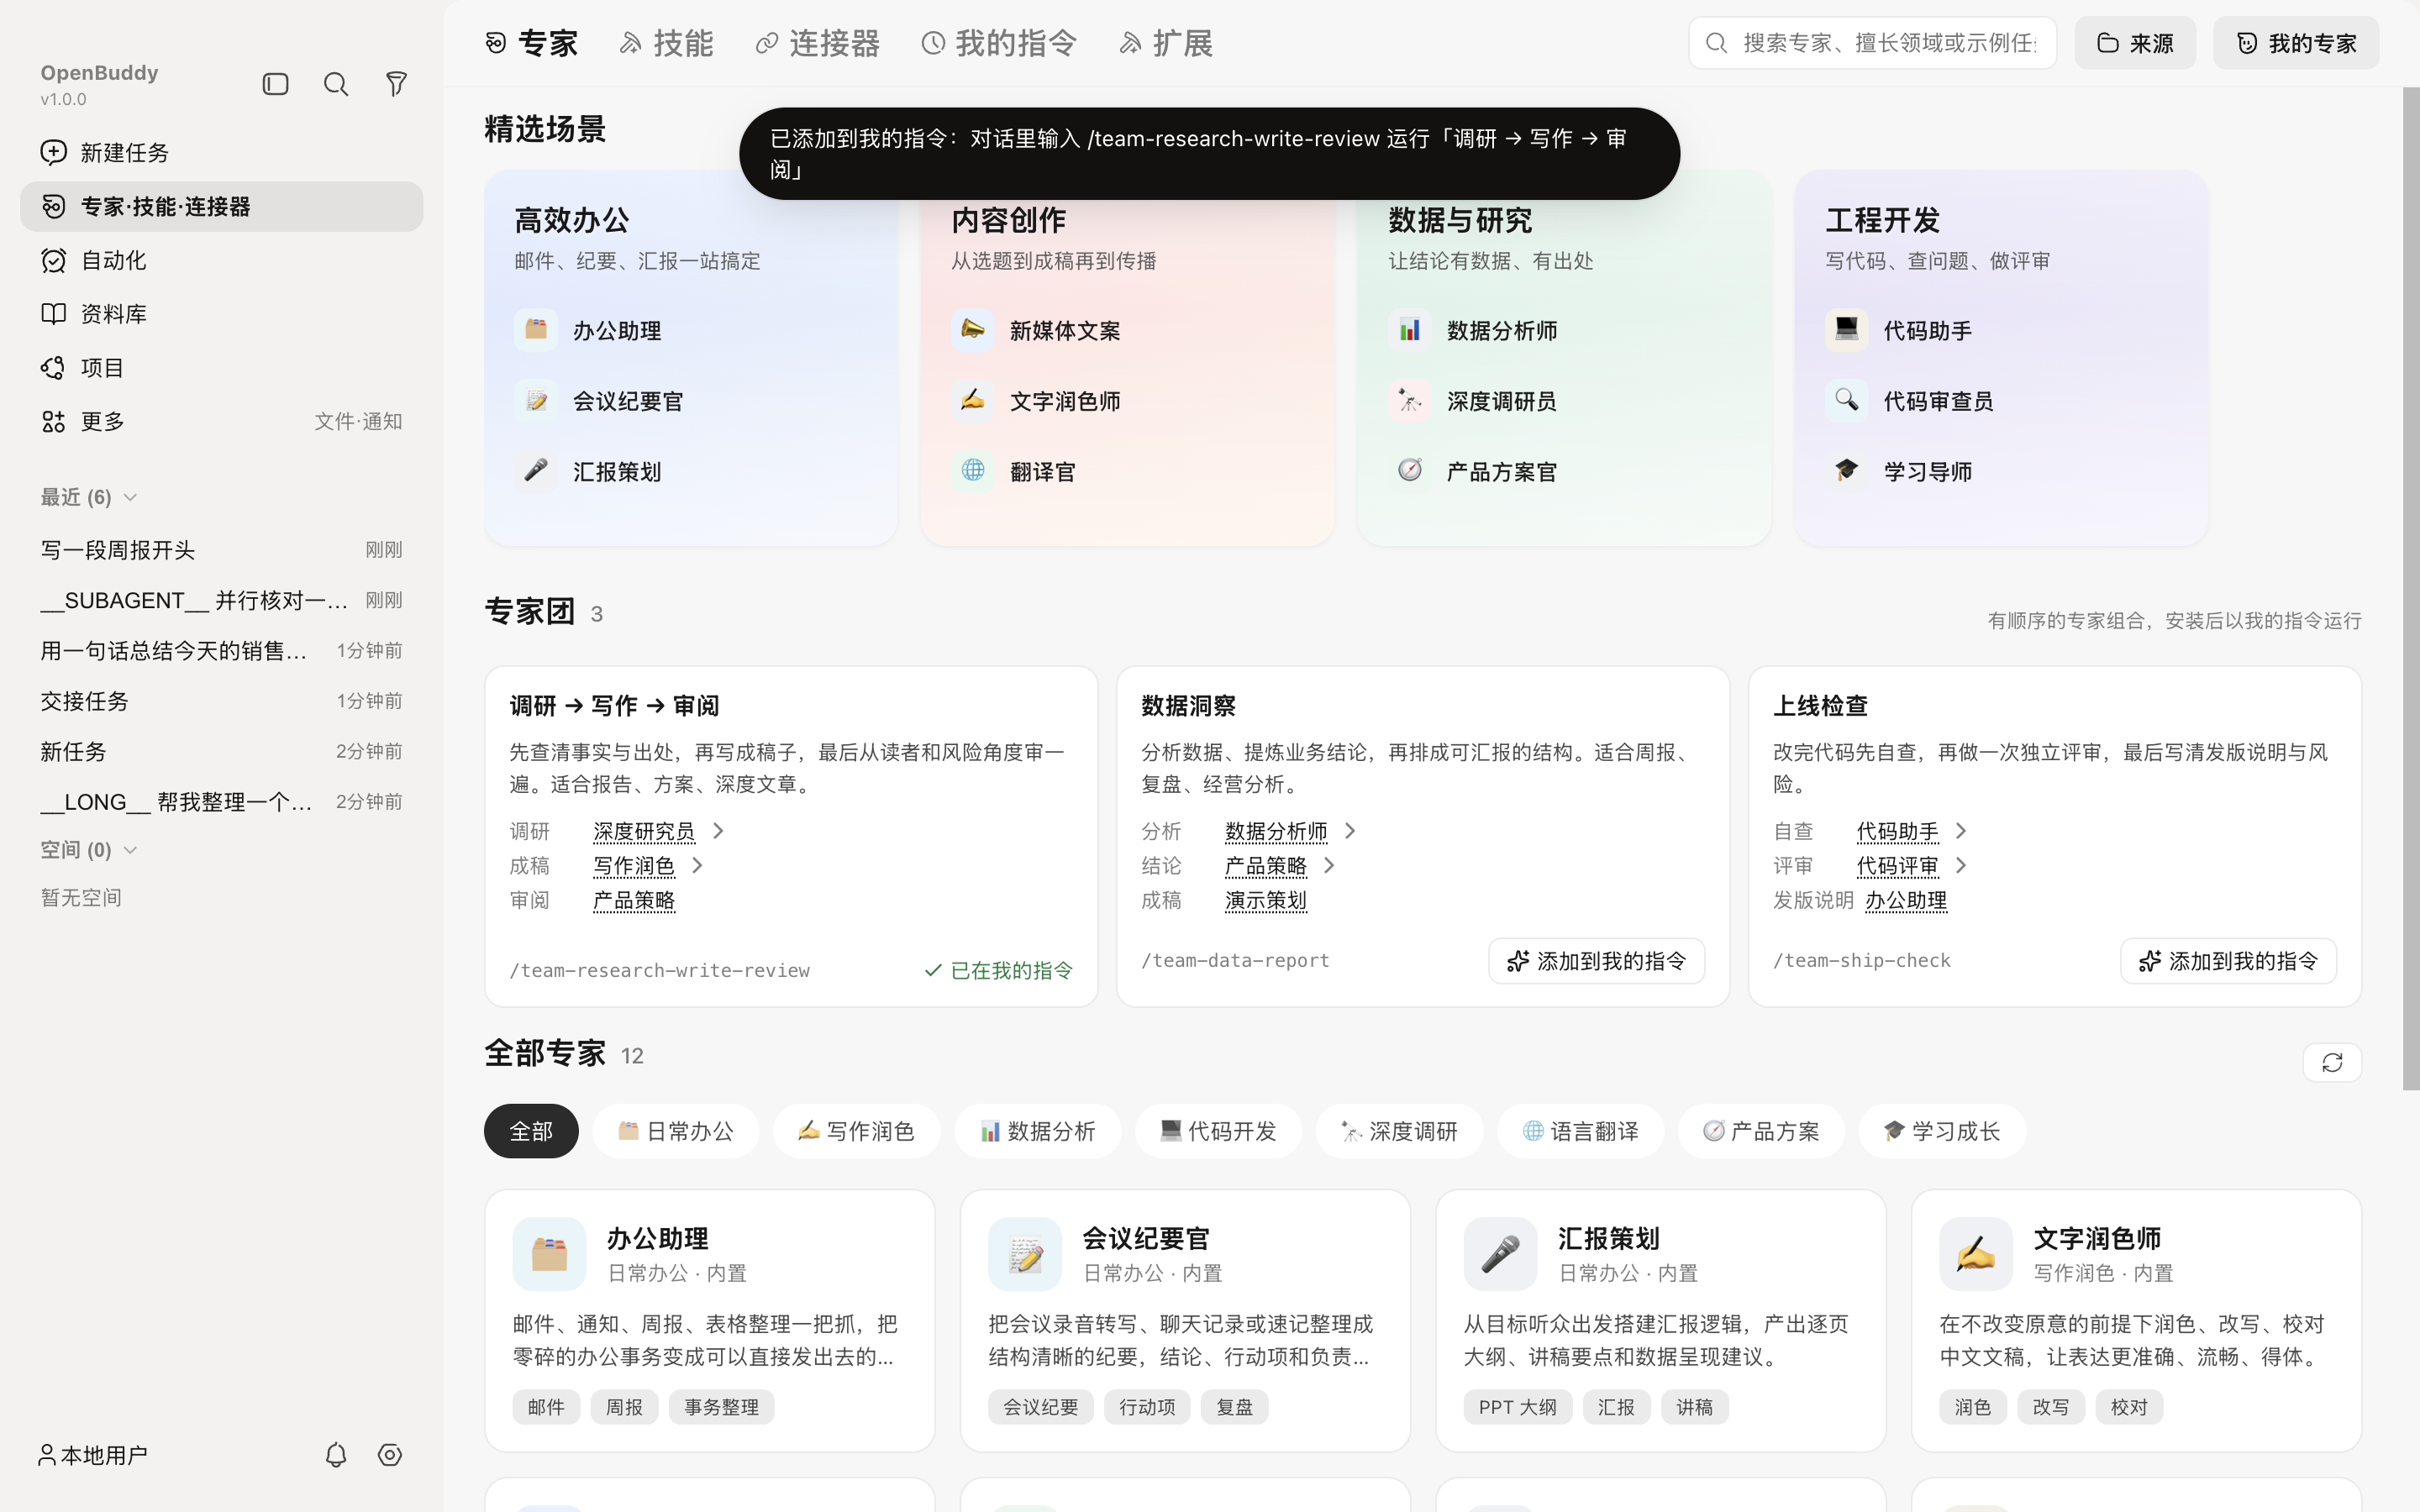 OpenBuddy
v1.0.0
新建任务
专家·技能·连接器
自动化
资料库
项目
更多
文件·通知
最近 (6)
写一段周报开头
刚刚
__SUBAGENT__ 并行核对一...
刚刚
用一句话总结今天的销售...
1分钟前
交接任务
1分钟前
新任务
2分钟前
__LONG__ 帮我整理一个...
2分钟前
空间 (0)
暂无空间
本地用户
专家
技能
连接器
我的指令
扩展
搜索专家、擅长领域或示例任
来源
我的专家
已添加到我的指令：对话里输入 /team-research-write-review 运行「调研 → 写作 → 审
阅」
精选场景
高效办公
邮件、纪要、汇报一站搞定
办公助理
会议纪要官
汇报策划
内容创作
从选题到成稿再到传播
新媒体文案
文字润色师
翻译官
数据与研究
让结论有数据、有出处
数据分析师
深度调研员
产品方案官
工程开发
写代码、查问题、做评审
代码助手
代码审查员
学习导师
专家团 3
有顺序的专家组合，安装后以我的指令运行
调研 → 写作 → 审阅
先查清事实与出处，再写成稿子，最后从读者和风险角度审一
遍。适合报告、方案、深度文章。
调研 深度研究员
成稿 写作润色
审阅 产品策略
/team-research-write-review
已在我的指令
数据洞察
分析数据、提炼业务结论，再排成可汇报的结构。适合周报、
复盘、经营分析。
分析 数据分析师
结论 产品策略
成稿 演示策划
/team-data-report
添加到我的指令
上线检查
改完代码先自查，再做一次独立评审，最后写清发版说明与风
险。
自查 代码助手
评审 代码评审
发版说明 办公助理
/team-ship-check
添加到我的指令
全部专家 12
全部
日常办公
写作润色
数据分析
代码开发
深度调研
语言翻译
产品方案
学习成长
办公助理
日常办公 · 内置
邮件、通知、周报、表格整理一把抓，把
零碎的办公事务变成可以直接发出去的...
邮件
周报
事务整理
会议纪要官
日常办公 · 内置
把会议录音转写、聊天记录或速记整理成
结构清晰的纪要，结论、行动项和负责...
会议纪要
行动项
复盘
汇报策划
日常办公 · 内置
从目标听众出发搭建汇报逻辑，产出逐页
大纲、讲稿要点和数据呈现建议。
PPT 大纲
汇报
讲稿
文字润色师
写作润色 · 内置
在不改变原意的前提下润色、改写、校对
中文文稿，让表达更准确、流畅、得体。
润色
改写
校对